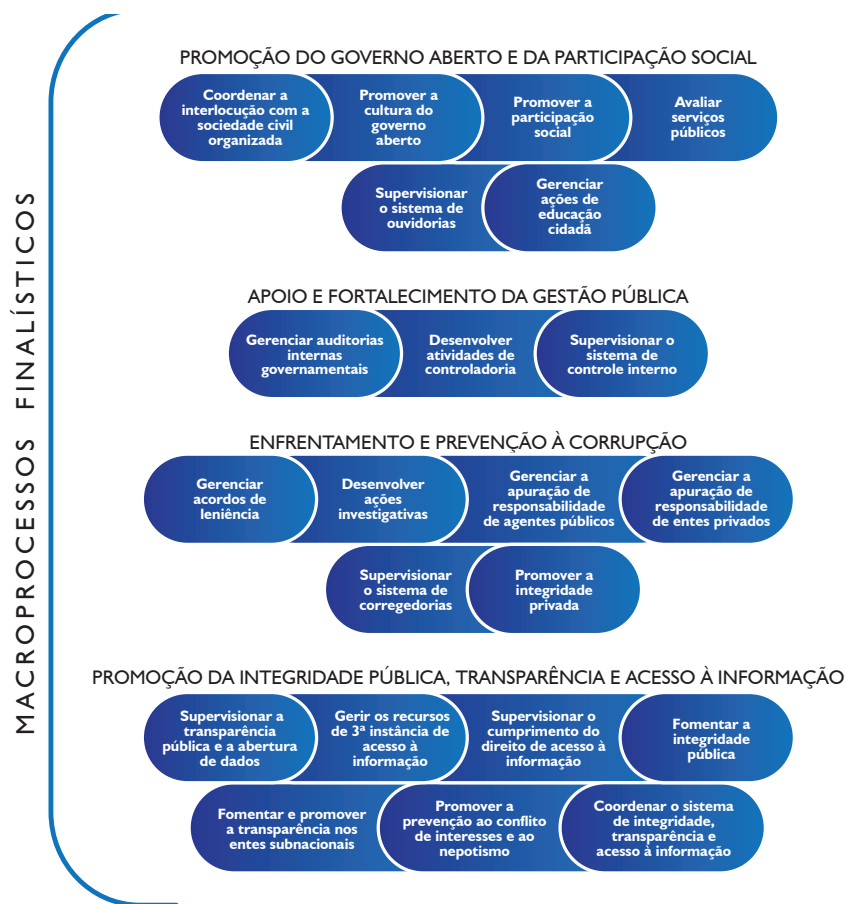 MACROPROCESSOS FINALÍSTICOS
PROMOÇÃO DO GOVERNO ABERTO E DA PARTICIPAÇÃO SOCIAL
Coordenar a
interlocução com a
sociedade civil
organizada
Promover a
cultura do
governo
aberto
Promover a
participação
social
Avaliar
serviços
públicos
Supervisionar
o sistema de
ouvidorias
Gerenciar
ações de
educação
cidadã
APOIO E FORTALECIMENTO DA GESTÃO PÚBLICA
Gerenciar auditorias
internas
governamentais
Desenvolver
atividades de
controladoria
Supervisionar o
sistema de
controle interno
ENFRENTAMENTO E PREVENÇÃO À CORRUPÇÃO
Gerenciar
acordos de
leniência
Desenvolver
ações
investigativas
Gerenciar a
apuração de
responsabilidade
de agentes públicos
Gerenciar a
apuração de
responsabilidade
de entes privados
Supervisionar
o sistema de
corregedorias
Promover a
integridade
privada
PROMOÇÃO DA INTEGRIDADE PÚBLICA, TRANSPARÊNCIA E ACESSO À INFORMAÇÃO
Supervisionar a
transparência
pública e a abertura
de dados
Gerir os recursos
de 3ª instância de
acesso à
informação
Supervisionar o
cumprimento do
direito de acesso à
informação
Fomentar a
integridade
pública
Fomentar e promover
a transparência nos
entes subnacionais
Promover a
prevenção ao conflito
de interesses e ao
nepotismo
Coordenar o sistema
de integridade,
transparência e
acesso à informação